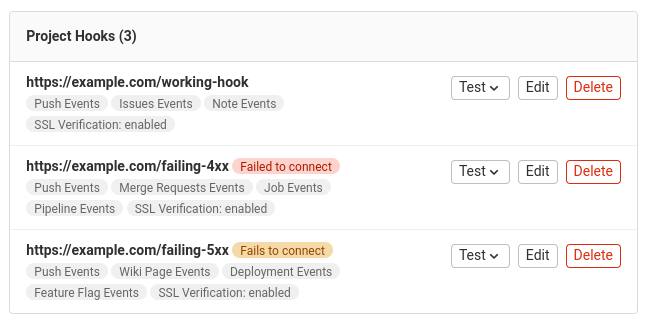 Project Hooks (3)
https://example.com/working-hook Test Edit Delete
Push Events Issues Events Note Events
SSL Verification: enabled
https://example.com/failing-4xx Failed to connect Test Edit Delete
Push Events Merge Requests Events Job Events
Pipeline Events SSL Verification: enabled
https://example.com/failing-5xx Fails to connect Test Edit Delete
Push Events Wiki Page Events Deployment Events
Feature Flag Events SSL Verification: enabled